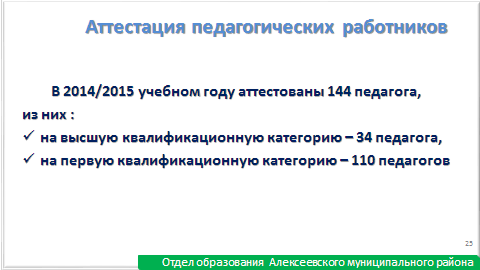 Аттестация педагогических работников
В 2014/2015 учебном году аттестованы 144 педагога,
из них :
✓ на высшую квалификационную категорию – 34 педагога,
✓ на первую квалификационную категорию – 110 педагогов
25
Отдел образования Алексеевского муниципального района